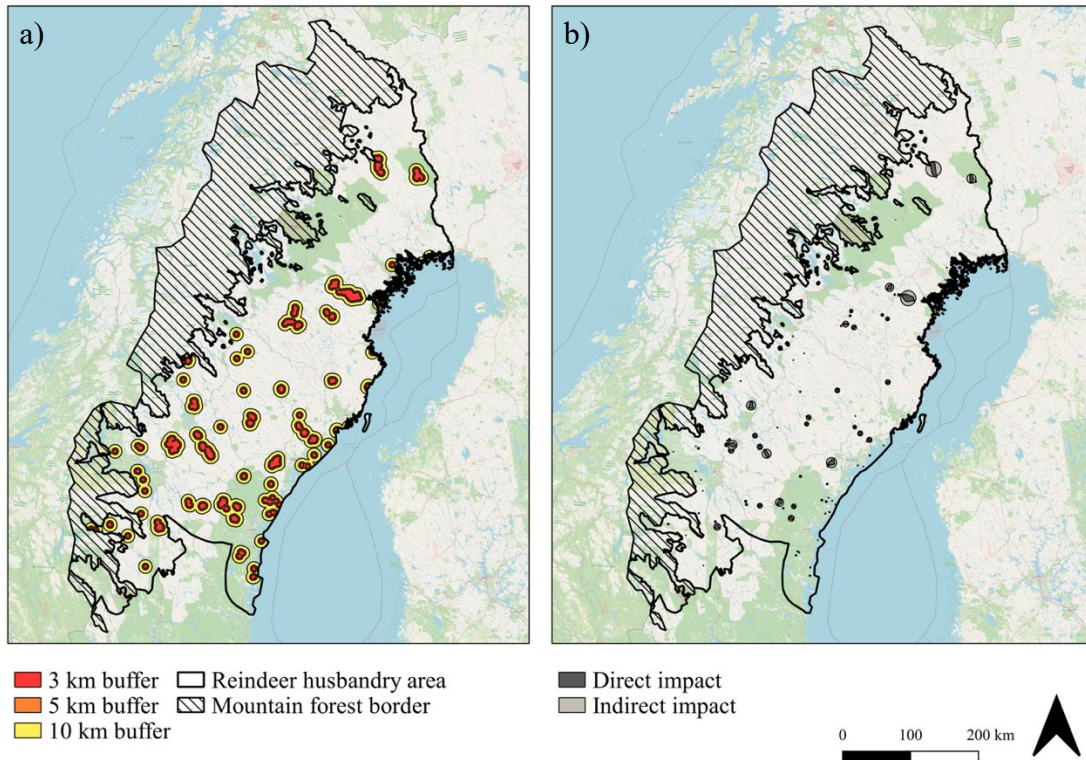 a)
b)
3 km buffer
5 km buffer
10 km buffer
Reindeer husbandry area
Mountain forest border
Direct impact
Indirect impact
0 100 200 km